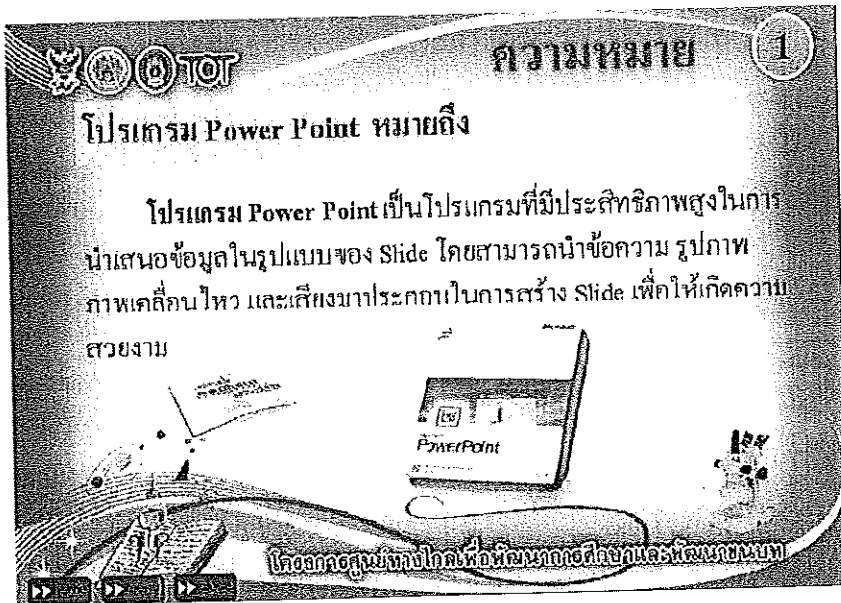 TOT
ความหมาย
1
โปรแกรม Power Point หมายถึง
โปรแกรม Power Point เป็นโปรแกรมที่มีประสิทธิภาพสูงในการ
นำเสนอข้อมูลในรูปแบบของ Slide โดยสามารถนำข้อความ รูปภาพ
ภาพเคลื่อนไหว และเสียงมาประกอบในการสร้าง Slide เพื่อให้เกิดความ
สวยงาม
PowerPoint
โครงการศูนย์ทางไกลเพื่อพัฒนาการศึกษาและพัฒนาชนบท